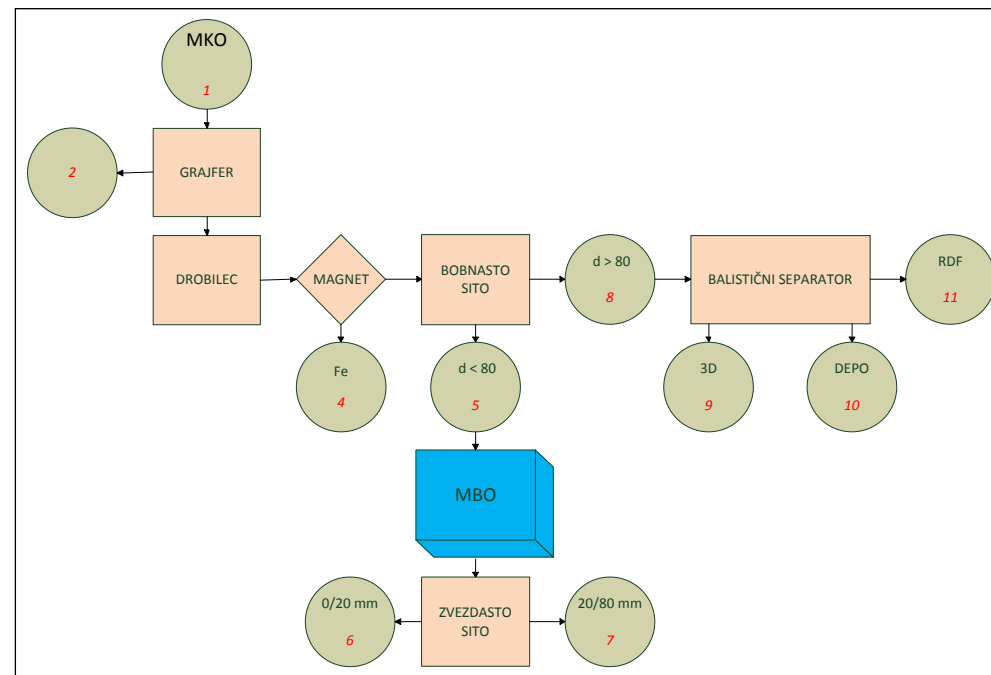 MKO
1
2
GRAJFER
DROBILEC
MAGNET
BOBNASTO
SITO
d > 80
8
BALISTIČNI SEPARATOR
RDF
11
Fe
4
d < 80
5
3D
9
DEPO
10
MBO
0/20 mm
6
ZVEZDASTO
SITO
20/80 mm
7